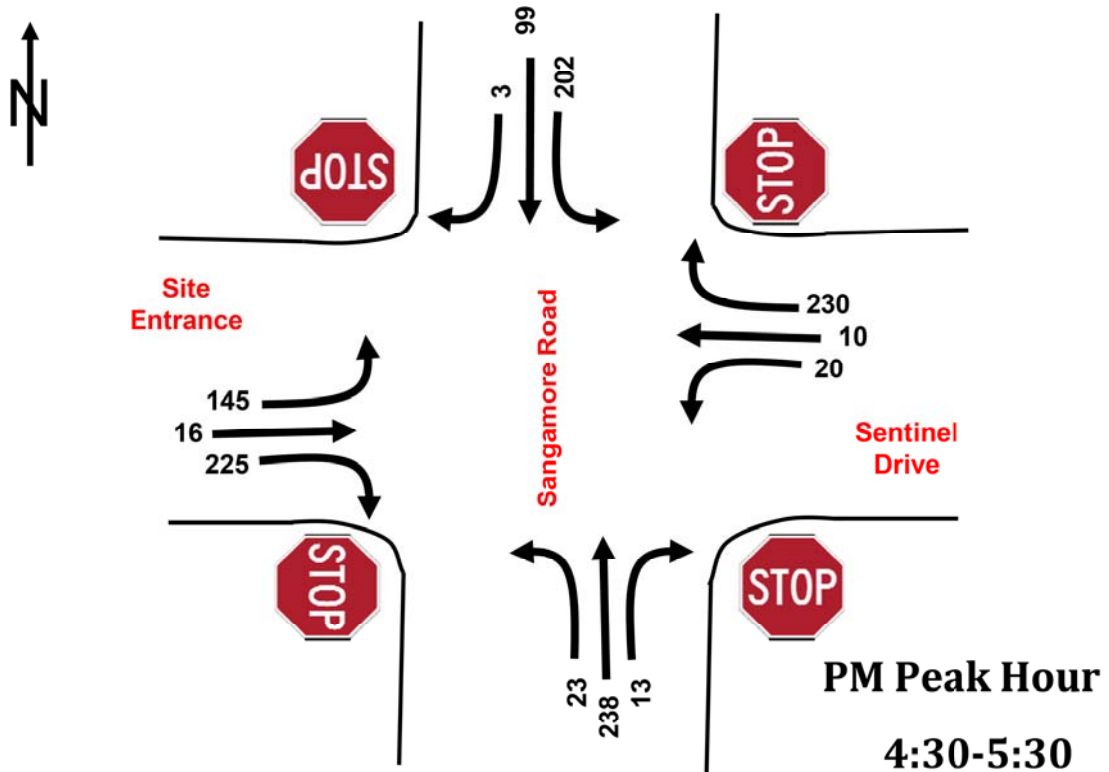 N
99
3
202
STOP
STOP
Site
Entrance
230
10
20
145
16
225
Sangamore Road
Sentinel
Drive
STOP
STOP
23
238
13
PM Peak Hour
4:30-5:30